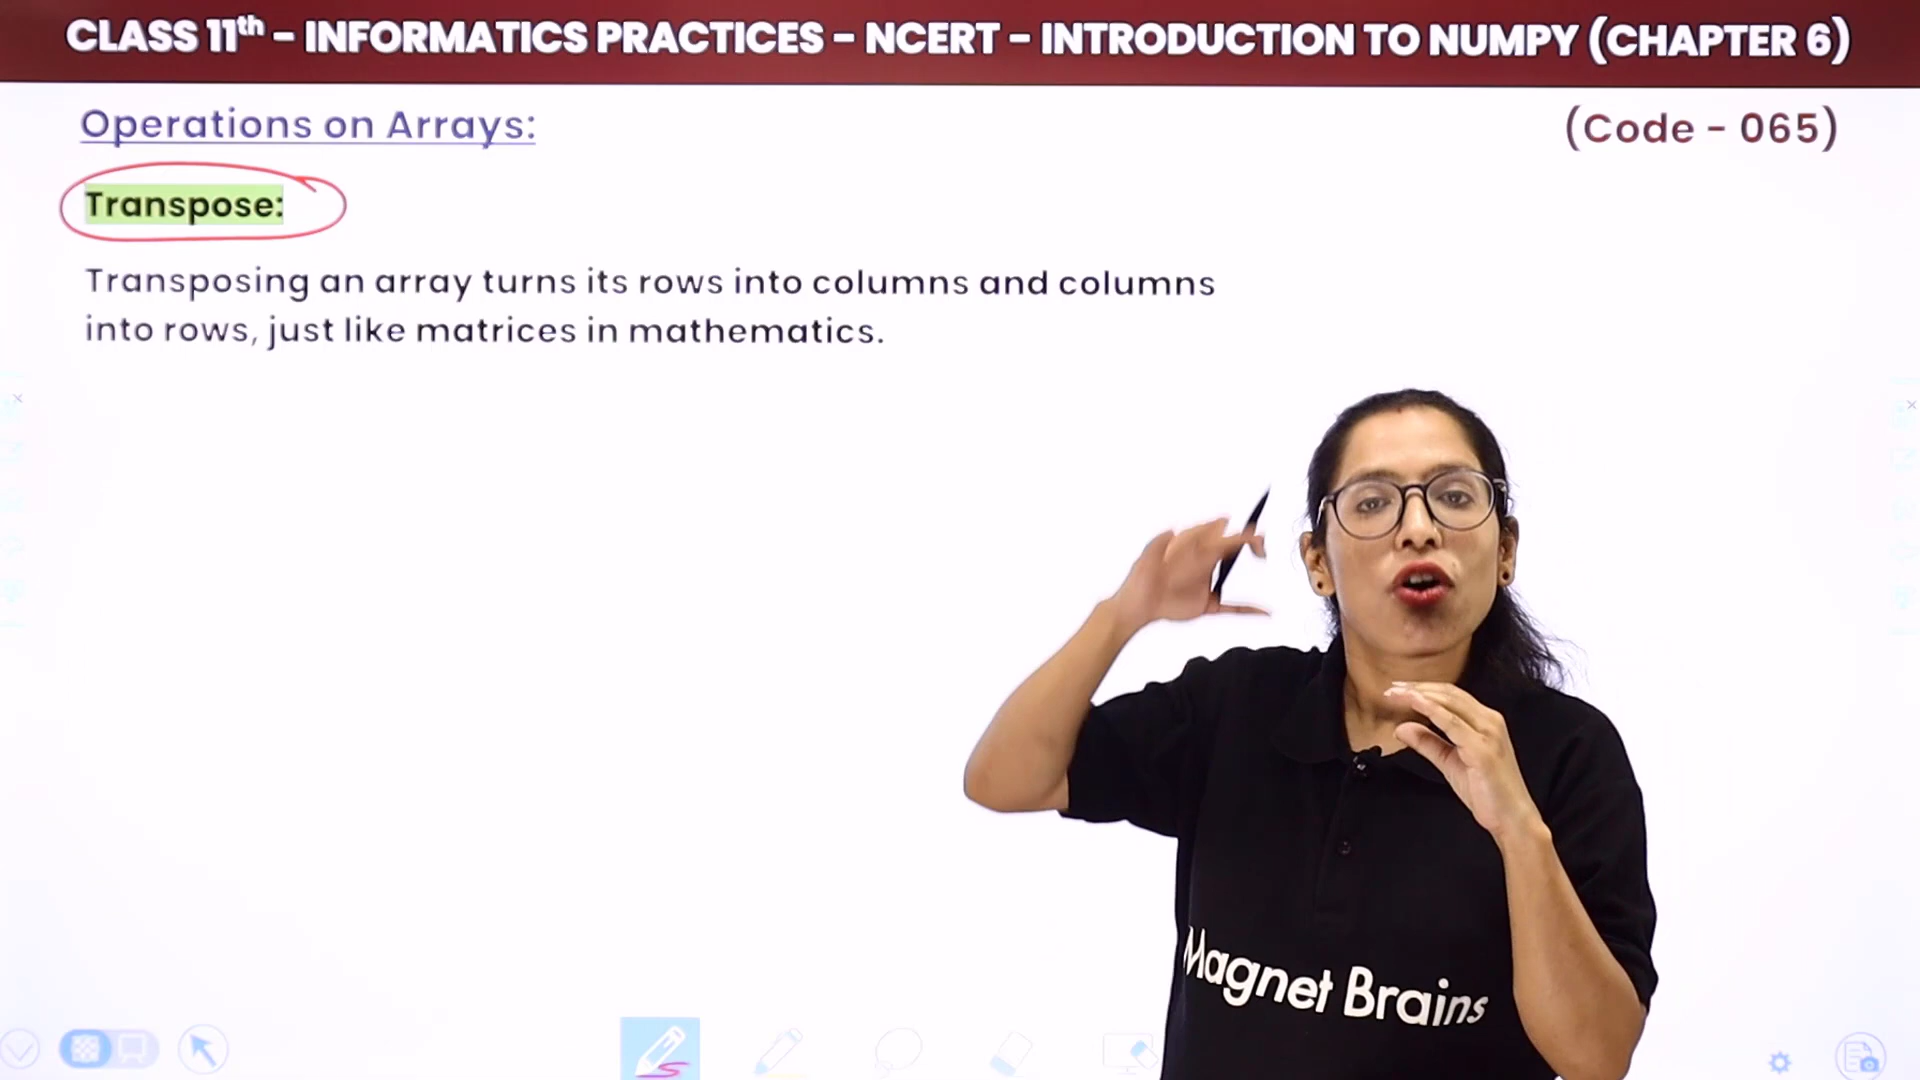 CLASS 11th – INFORMATICS PRACTICES – NCERT – INTRODUCTION TO NUMPY (CHAPTER 6)
Operations on Arrays:
(Code - 065)
Transpose:
Transposing an array turns its rows into columns and columns
into rows, just like matrices in mathematics.
Magnet Brains